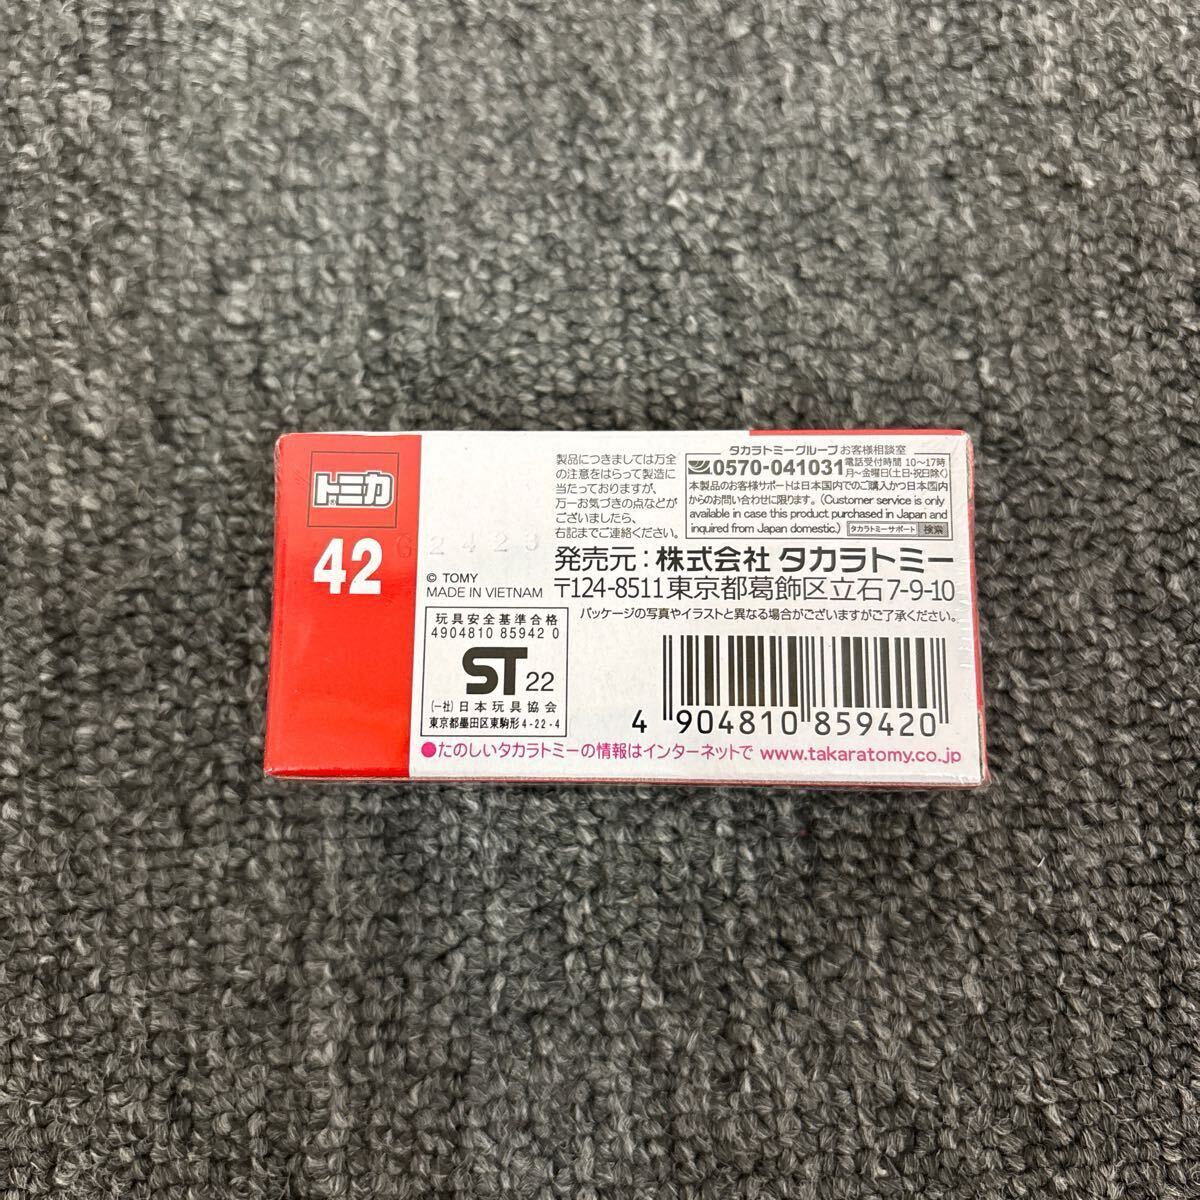 トミカ
42
G2423
© TOMY
MADE IN VIETNAM
製品につきましては万全
の注意をはらって製造に
当たっておりますが、
万一お気づきの点などが
ございましたら、
右記までご連絡ください。
タカラトミーグループお客様相談室
0570-041031 電話受付時間 10〜17時
月〜金曜日(土日・祝日除く)
本製品のお客様サポートは日本国内でのご購入かつ日本国内
からのお問い合わせに限ります。(Customer service is only
available in case this product purchased in Japan and
inquired from Japan domestic.) タカラトミーサポート 検索
発売元:株式会社 タカラトミー
〒124-8511東京都葛飾区立石7-9-10
パッケージの写真やイラストと異なる場合がございますがご了承ください。
玩具安全基準合格
4904810 85942 0
ST 22
(一社)日本玩具協会
東京都墨田区東駒形4-22-4
4 904810 859420
●たのしいタカラトミーの情報はインターネットで www.takaratomy.co.jp